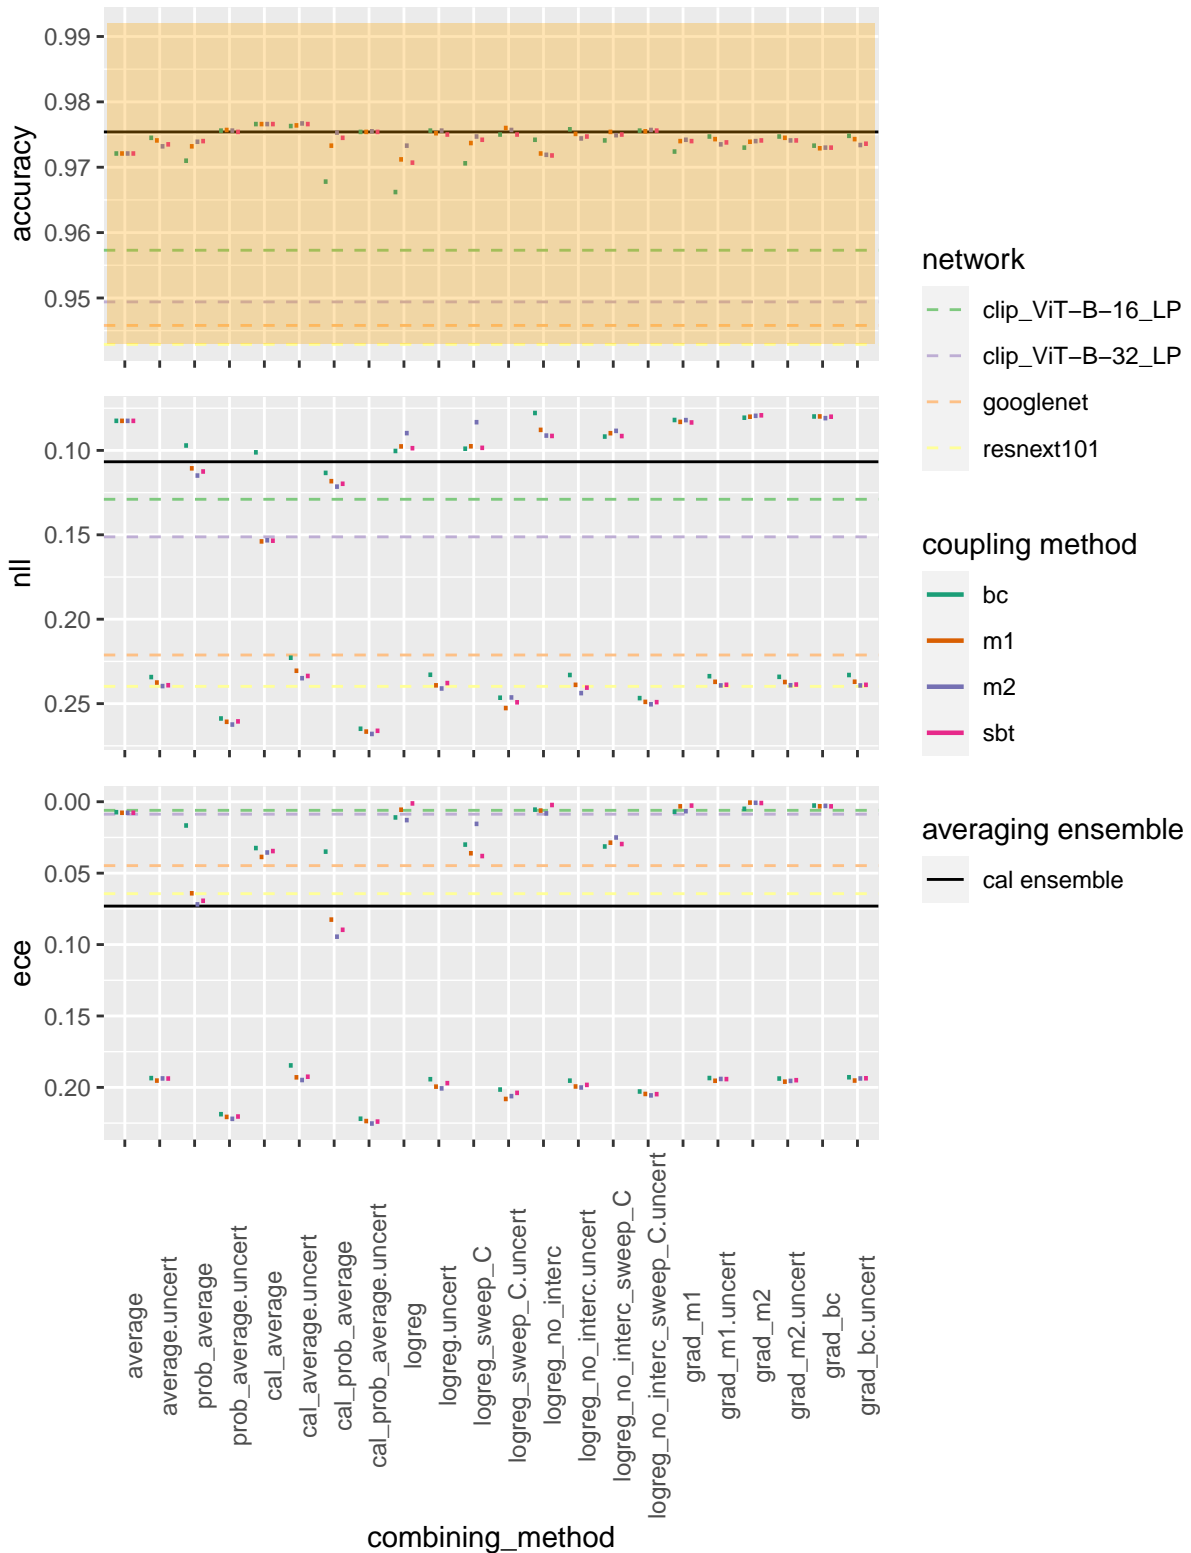 accuracy
0.99
0.98
0.97
0.96
0.95
nll
0.10
0.15
0.20
0.25
ece
0.00
0.05
0.10
0.15
0.20
average
average.uncert
prob_average
prob_average.uncert
cal_average
cal_average.uncert
cal_prob_average
cal_prob_average.uncert
logreg
logreg.uncert
logreg_sweep_C
logreg_sweep_C.uncert
logreg_no_interc
logreg_no_interc.uncert
logreg_no_interc_sweep_C
logreg_no_interc_sweep_C.uncert
grad_m1
grad_m1.uncert
grad_m2
grad_m2.uncert
grad_bc
grad_bc.uncert
combining_method
network
clip_ViT−B−16_LP
clip_ViT−B−32_LP
googlenet
resnext101
coupling method
bc
m1
m2
sbt
averaging ensemble
cal ensemble